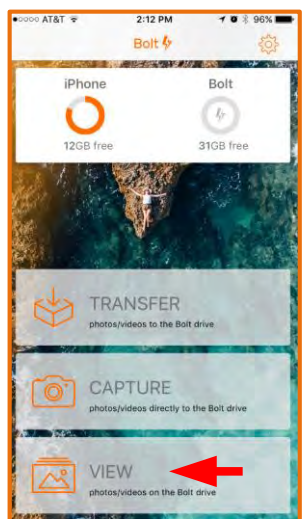 AT&T 2:12 PM 96%
Bolt
iPhone Bolt
12GB free 31GB free
TRANSFER
photos/videos to the Bolt drive
CAPTURE
photos/videos directly to the Bolt drive
VIEW
photos/videos on the Bolt drive